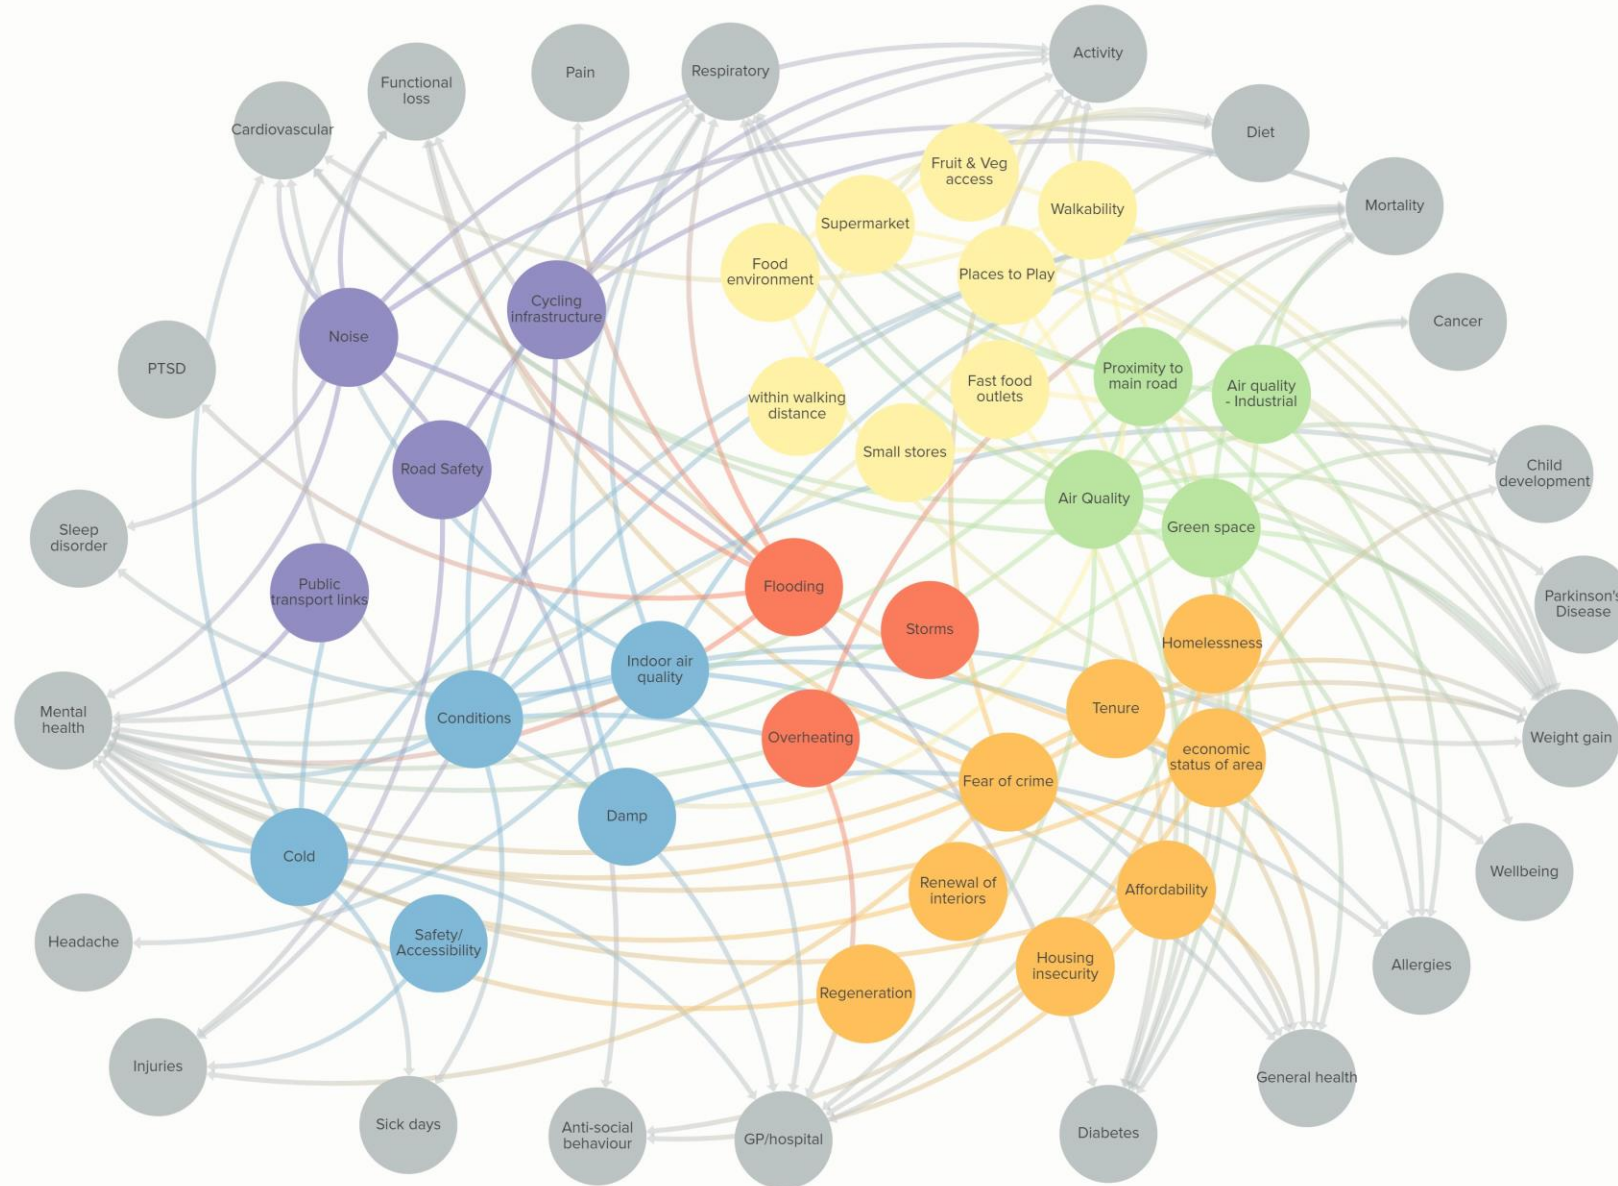 Activity
Functional
loss
Pain
Respiratory
Cardiovascular
Diet
Fruit & Veg
access
Mortality
Supermarket
Walkability
Food
environment
Places to Play
Cycling
infrastructure
Noise
Cancer
PTSD
within walking
distance
Fast food
outlets
Proximity to
main road
Air quality
- Industrial
Road Safety
Small stores
Child
development
Air Quality
Green space
Sleep
disorder
Public
transport links
Flooding
Storms
Parkinson's
Disease
Homelessness
Mental
health
Conditions
Indoor air
quality
Overheating
Tenure
Weight gain
economic
status of area
Fear of crime
Damp
Cold
Wellbeing
Renewal of
interiors
Affordability
Headache
Safety/
Accessibility
Housing
insecurity
Allergies
Regeneration
Injuries
General health
Sick days
Anti-social
behaviour
GP/hospital
Diabetes